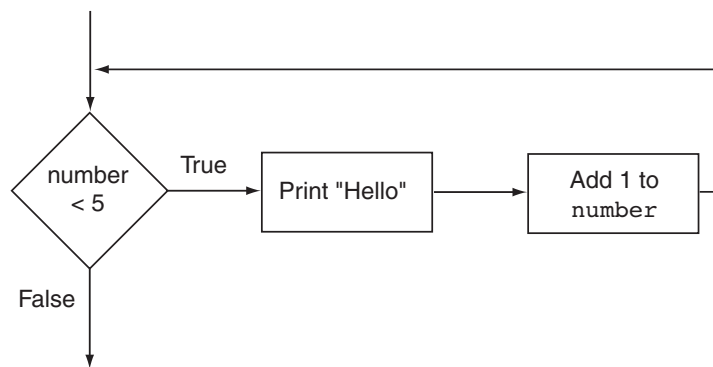 True
number
< 5
Print "Hello"
Add 1 to
number
False